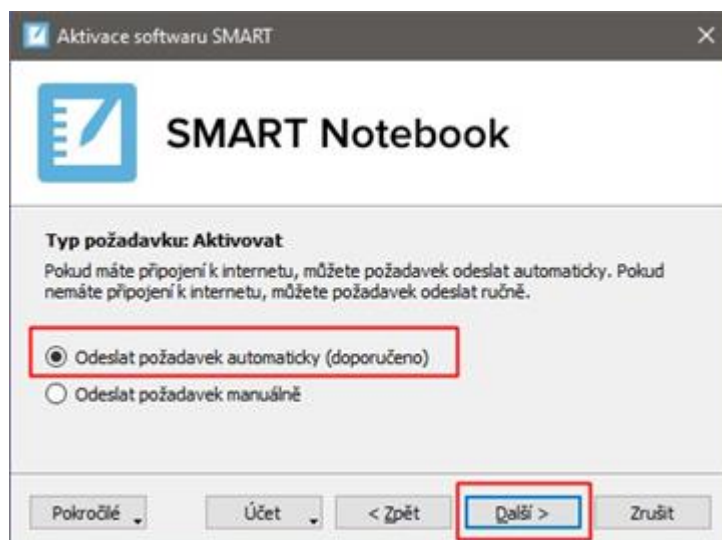 Aktivace softwaru SMART
SMART Notebook
Typ požadavku: Aktivovat
Pokud máte připojení k internetu, můžete požadavek odeslat automaticky. Pokud
nemáte připojení k internetu, můžete požadavek odeslat ručně.
Odeslat požadavek automaticky (doporučeno)
Odeslat požadavek manuálně
Pokročilé Účet < Zpět Další > Zrušit